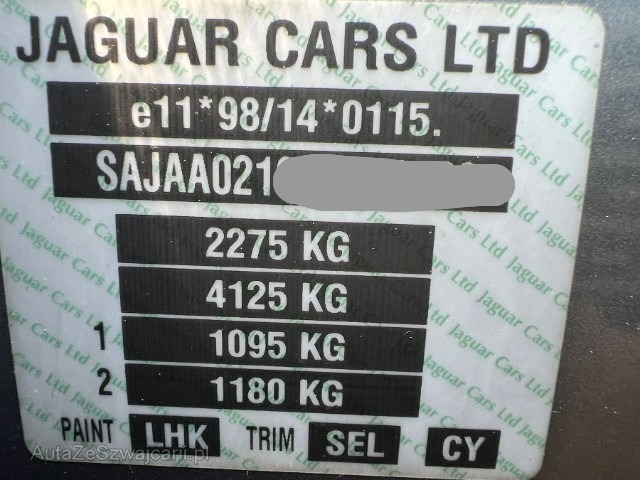 JAGUAR CARS LTD
e11*98/14*0115.
SAJAA021
2275 KG
4125 KG
1 1095 KG
2 1180 KG
PAINT LHK TRIM SEL CY
AutaZeSzwajcarii.pl